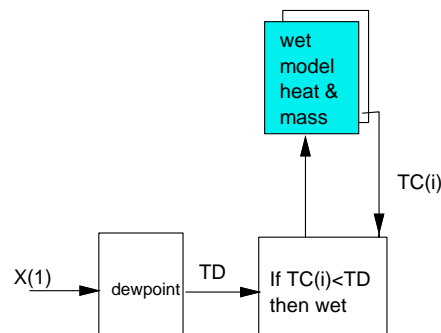 wet
model
heat &
mass
TC(i)
X(1)
dewpoint
TD
If TC(i)<TD
then wet